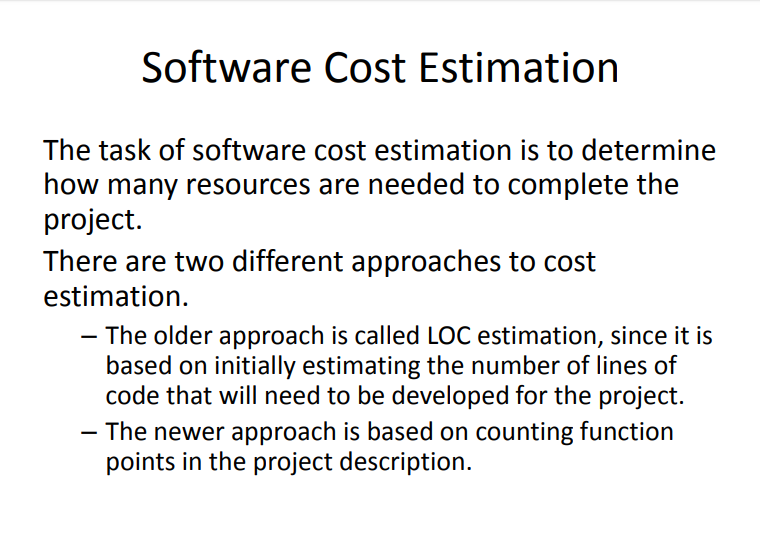 Software Cost Estimation
The task of software cost estimation is to determine
how many resources are needed to complete the
project.
There are two different approaches to cost
estimation.
– The older approach is called LOC estimation, since it is
based on initially estimating the number of lines of
code that will need to be developed for the project.
– The newer approach is based on counting function
points in the project description.